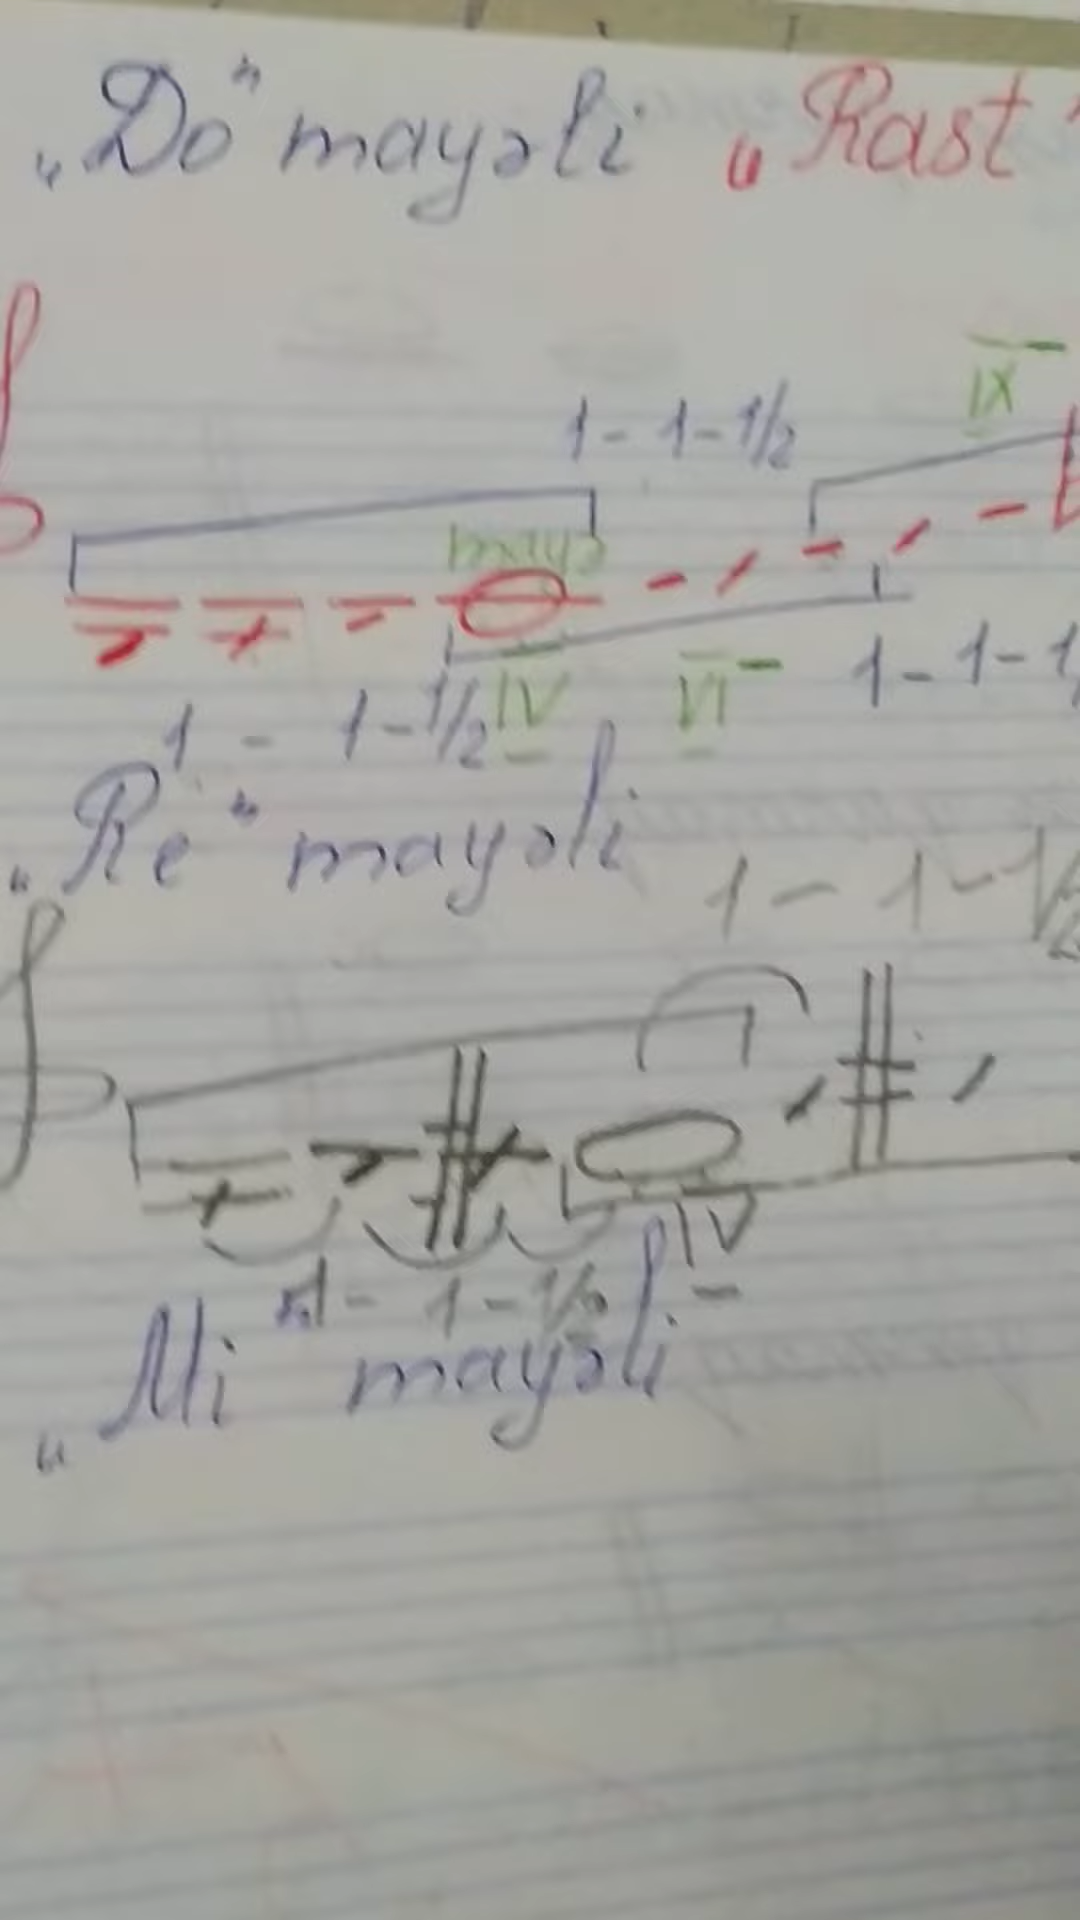 „Do" mayəli „Rast"
IX
1 - 1 - 1/2
mayə
IV VI 1 - 1 - 1/
1 - 1 - 1/2
„Re" mayəli
1 - 1 - 1/2
IV
1 - 1 - 1/2
„Mi" mayəli